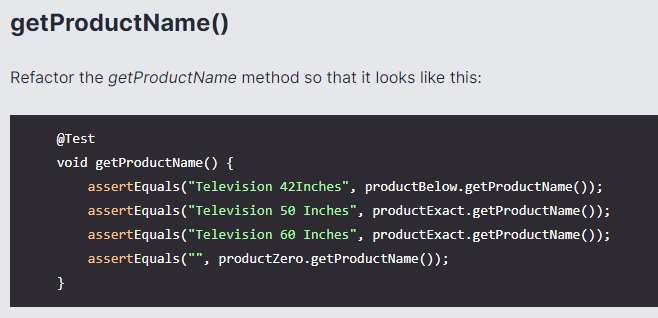 getProductName()
Refactor the getProductName method so that it looks like this:
@Test
void getProductName() {
assertEquals("Television 42Inches", productBelow.getProductName());
assertEquals("Television 50 Inches", productExact.getProductName());
assertEquals("Television 60 Inches", productExact.getProductName());
assertEquals("", productZero.getProductName());
}